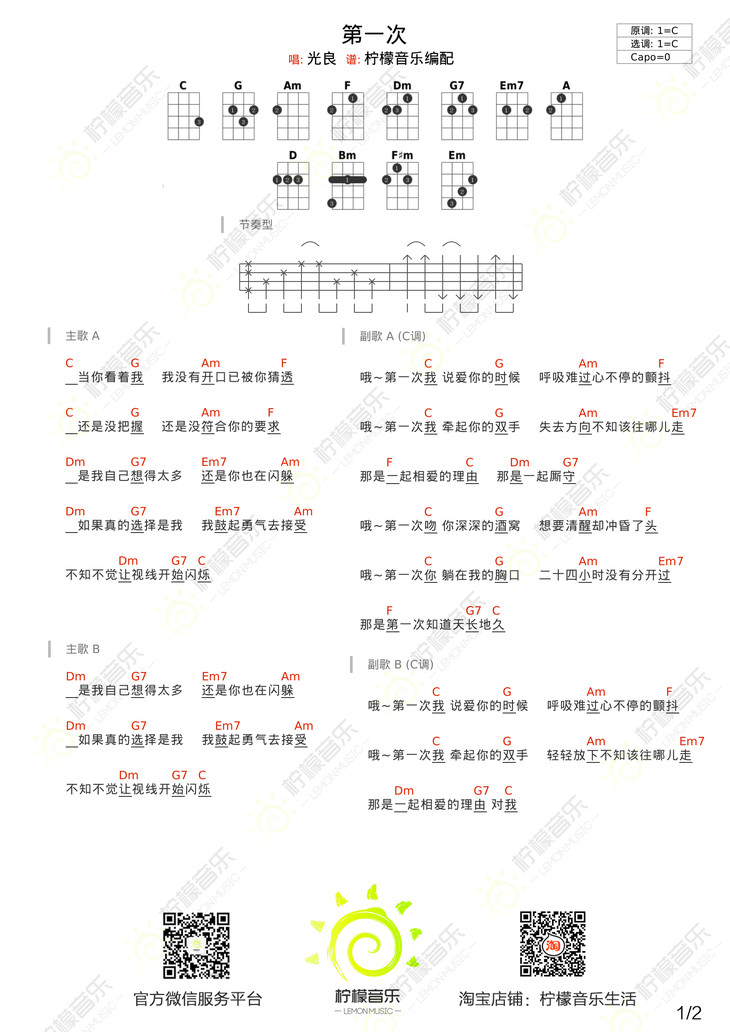 第一次
唱: 光良 谱: 柠檬音乐编配
原调: 1=C
选调: 1=C
Capo=0
C G Am F Dm G7 Em7 A
D Bm F♯m Em
节奏型
主歌 A
C G Am F
__当你看着我 我没有开口已被你猜透
C G Am F
__还是没把握 还是没符合你的要求
Dm G7 Em7 Am
__是我自己想得太多 还是你也在闪躲
Dm G7 Em7 Am
__如果真的选择是我 我鼓起勇气去接受
Dm G7 C
不知不觉让视线开始闪烁
主歌 B
Dm G7 Em7 Am
__是我自己想得太多 还是你也在闪躲
Dm G7 Em7 Am
__如果真的选择是我 我鼓起勇气去接受
Dm G7 C
不知不觉让视线开始闪烁
副歌 A (C调)
C G Am F
哦~第一次我 说爱你的时候 呼吸难过心不停的颤抖
C G Am Em7
哦~第一次我 牵起你的双手 失去方向不知该往哪儿走
F C Dm G7
那是一起相爱的理由 那是一起厮守
C G Am F
哦~第一次吻 你深深的酒窝 想要清醒却冲昏了头
C G Am Em7
哦~第一次你 躺在我的胸口 二十四小时没有分开过
F G7 C
那是第一次知道天长地久
副歌 B (C调)
C G Am F
哦~第一次我 说爱你的时候 呼吸难过心不停的颤抖
C G Am Em7
哦~第一次我 牵起你的双手 轻轻放下不知该往哪儿走
Dm G7 C
那是一起相爱的理由 对我
官方微信服务平台
柠檬音乐
LEMON MUSIC
淘
淘宝店铺：柠檬音乐生活
1/2